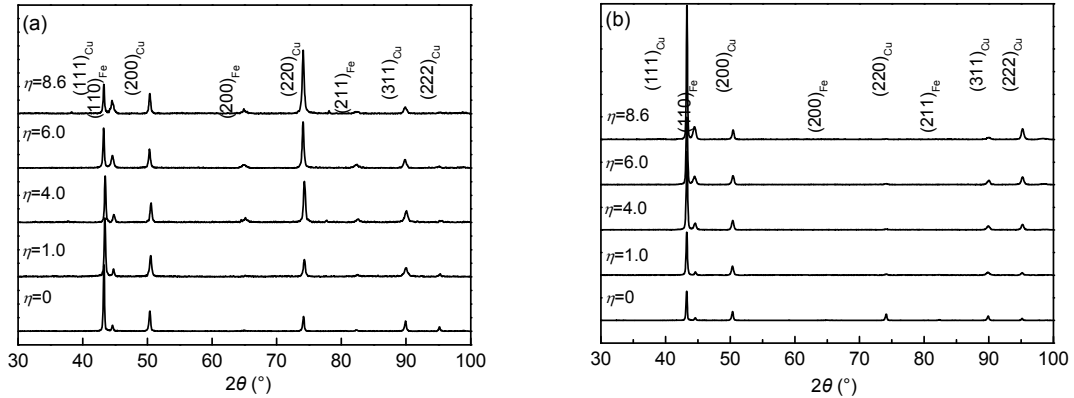 (a)
(111)Cu
(110)Fe
(200)Cu
(200)Fe
(220)Cu
(211)Fe
(311)Cu
(222)Cu
η=8.6
η=6.0
η=4.0
η=1.0
η=0
30 40 50 60 70 80 90 100
2θ (°)
(b)
(111)Cu
(110)Fe
(200)Cu
(200)Fe
(220)Cu
(211)Fe
(311)Cu
(222)Cu
η=8.6
η=6.0
η=4.0
η=1.0
η=0
30 40 50 60 70 80 90 100
2θ (°)